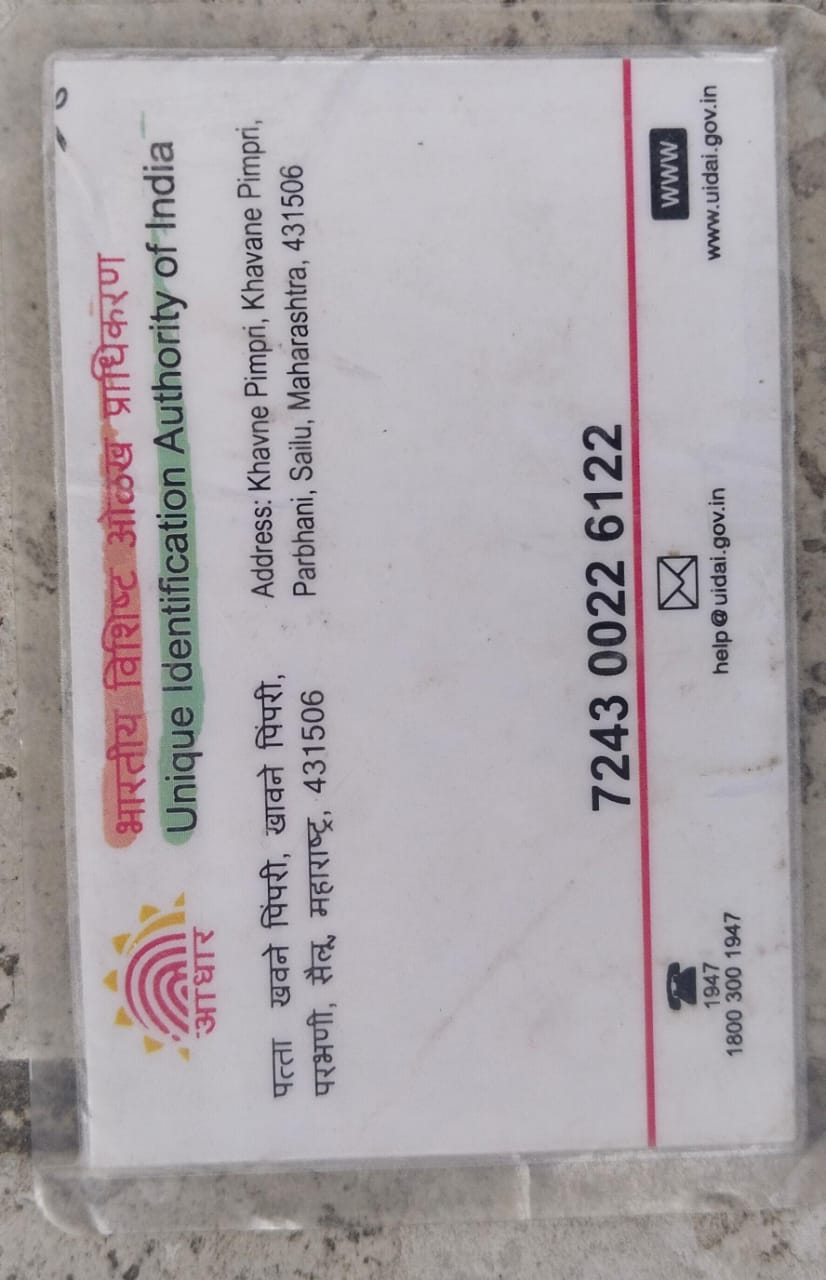 भारतीय विशिष्ट ओळख प्राधिकरण
Unique Identification Authority of India
आधार
पत्ता खवने पिंपरी, खावने पिंपरी,
परभणी, सैलू, महाराष्ट्र, 431506
Address: Khavne Pimpri, Khavane Pimpri,
Parbhani, Sailu, Maharashtra, 431506
7243 0022 6122
1947
1800 300 1947
help@uidai.gov.in
www
www.uidai.gov.in